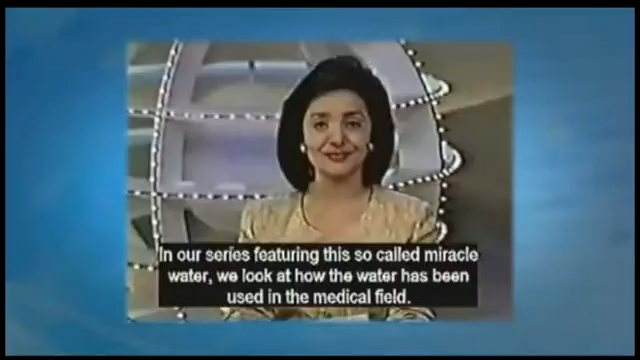 In our series featuring this so called miracle
water, we look at how the water has been
used in the medical field.